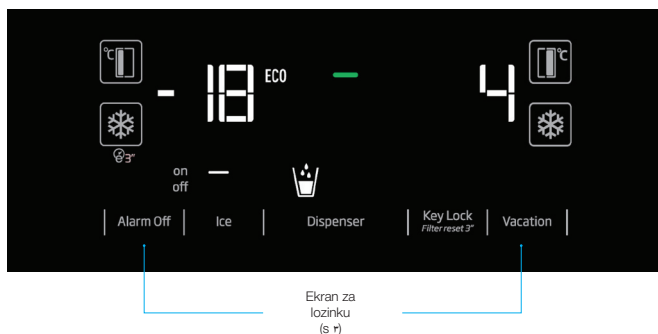 °C - 18 ECO 4 °C
3"
on
off
Alarm Off Ice Dispenser Key Lock Vacation
Filter reset 3"
Ekran za
lozinku
(s ٣)